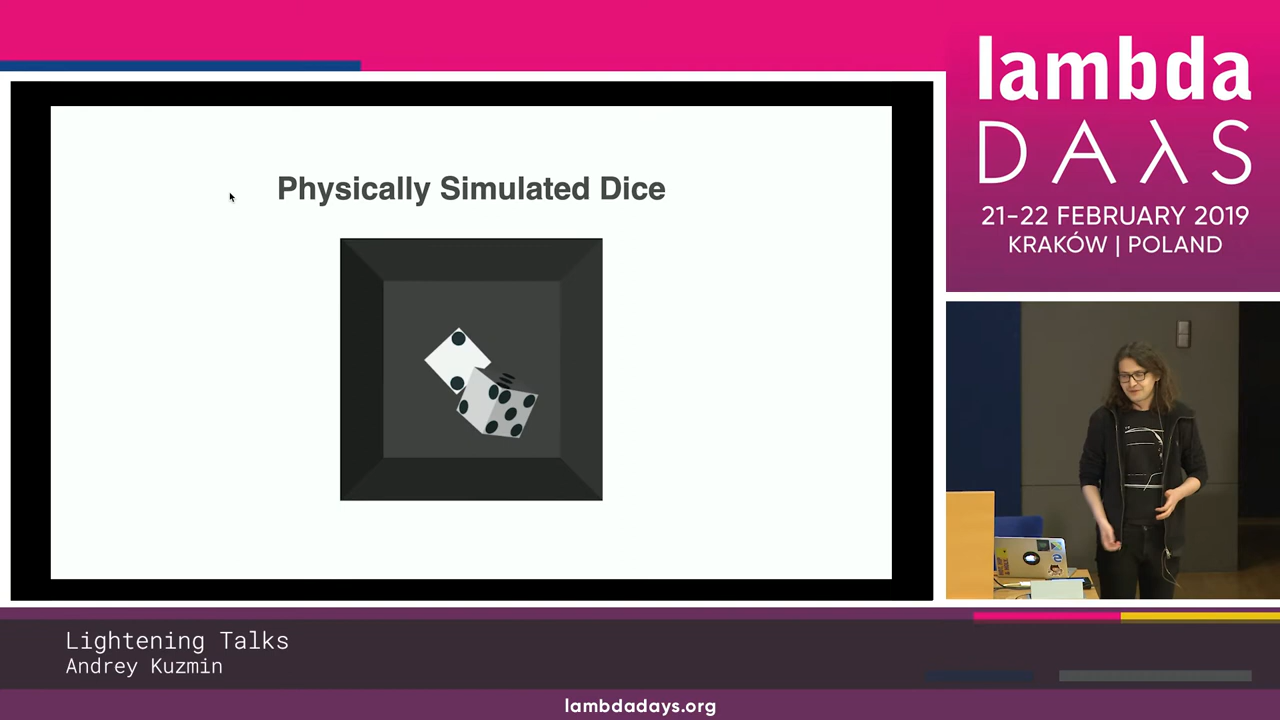 Physically Simulated Dice
lambda
DAλS
21-22 FEBRUARY 2019
KRAKÓW | POLAND
Lightening Talks
Andrey Kuzmin
lambdadays.org